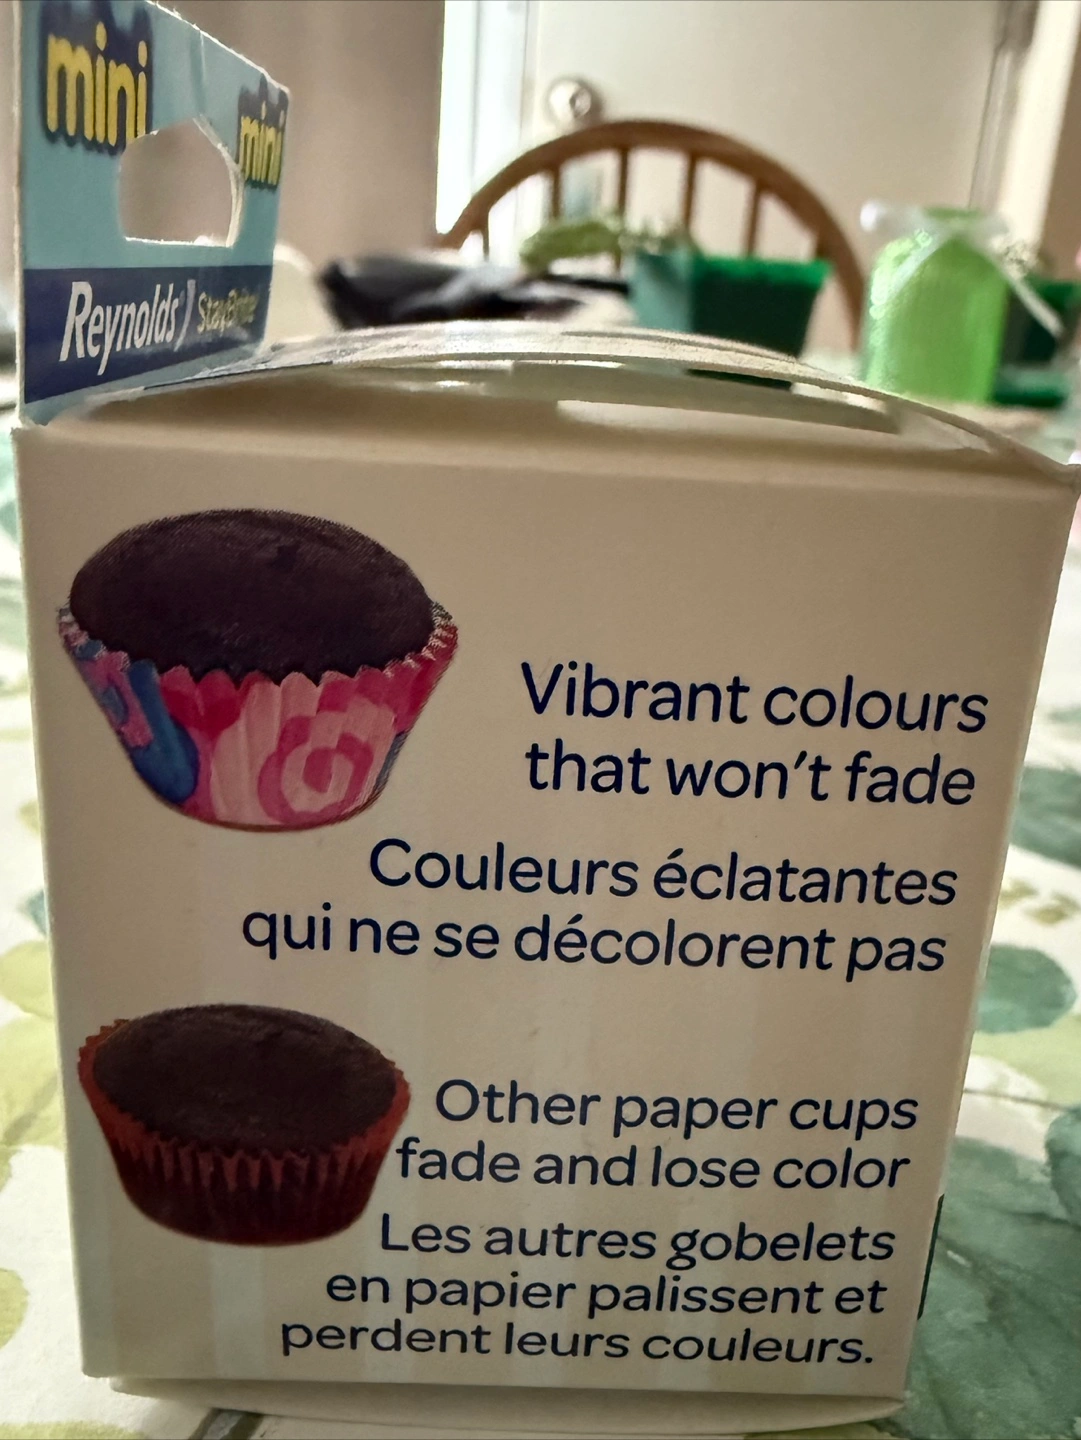 mini
mini
Reynolds StayBrite
Vibrant colours
that won't fade
Couleurs éclatantes
qui ne se décolorent pas
Other paper cups
fade and lose color
Les autres gobelets
en papier palissent et
perdent leurs couleurs.